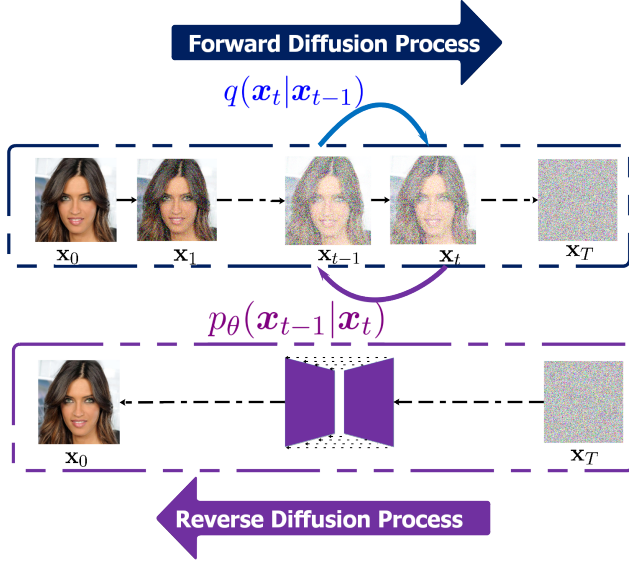 Forward Diffusion Process
q(x_t|x_{t−1})
x_0 x_1 x_{t−1} x_t x_T
p_θ(x_{t−1}|x_t)
x_0 x_T
Reverse Diffusion Process